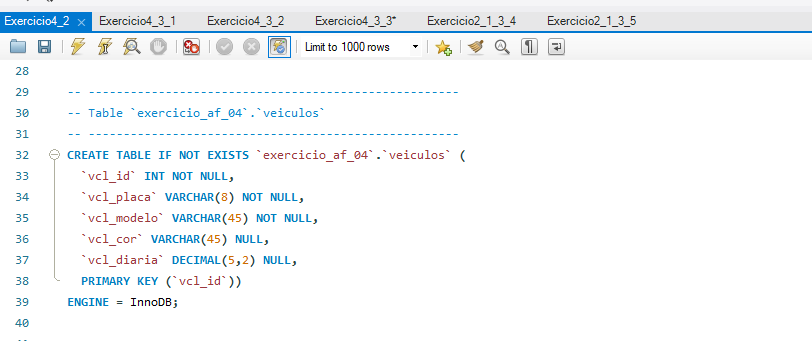 Exercicio4_2 Exercicio4_3_1 Exercicio4_3_2 Exercicio4_3_3* Exercicio2_1_3_4 Exercicio2_1_3_5
Limit to 1000 rows
28
29 -- -----------------------------------------------------
30 -- Table `exercicio_af_04`.`veiculos`
31 -- -----------------------------------------------------
32 CREATE TABLE IF NOT EXISTS `exercicio_af_04`.`veiculos` (
33 `vcl_id` INT NOT NULL,
34 `vcl_placa` VARCHAR(8) NOT NULL,
35 `vcl_modelo` VARCHAR(45) NOT NULL,
36 `vcl_cor` VARCHAR(45) NULL,
37 `vcl_diaria` DECIMAL(5,2) NULL,
38 PRIMARY KEY (`vcl_id`))
39 ENGINE = InnoDB;
40